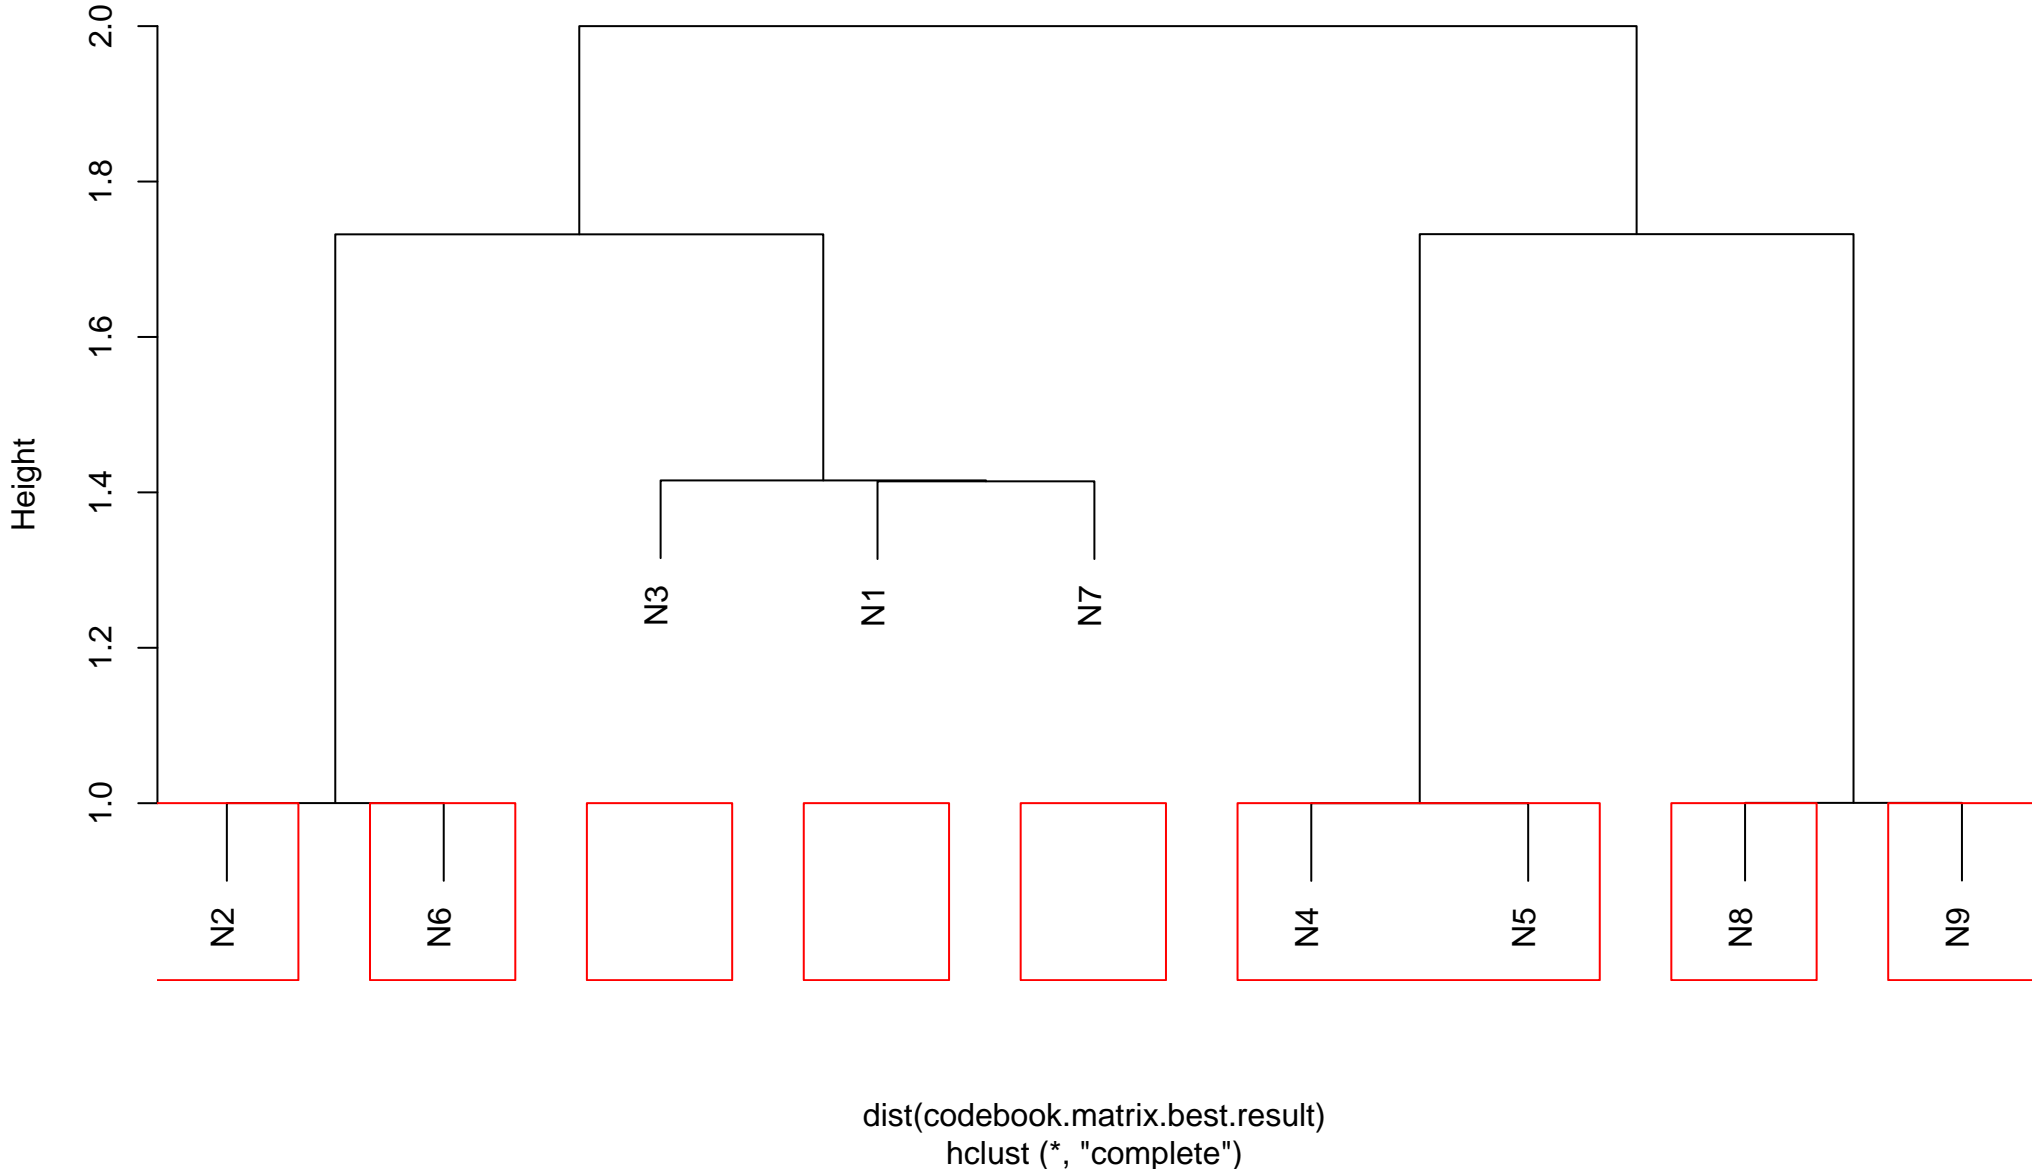 2.0
1.8
1.6
1.4
1.2
1.0
Height
N3
N1
N7
N2
N6
N4
N5
N8
N9
dist(codebook.matrix.best.result)
hclust (*, "complete")